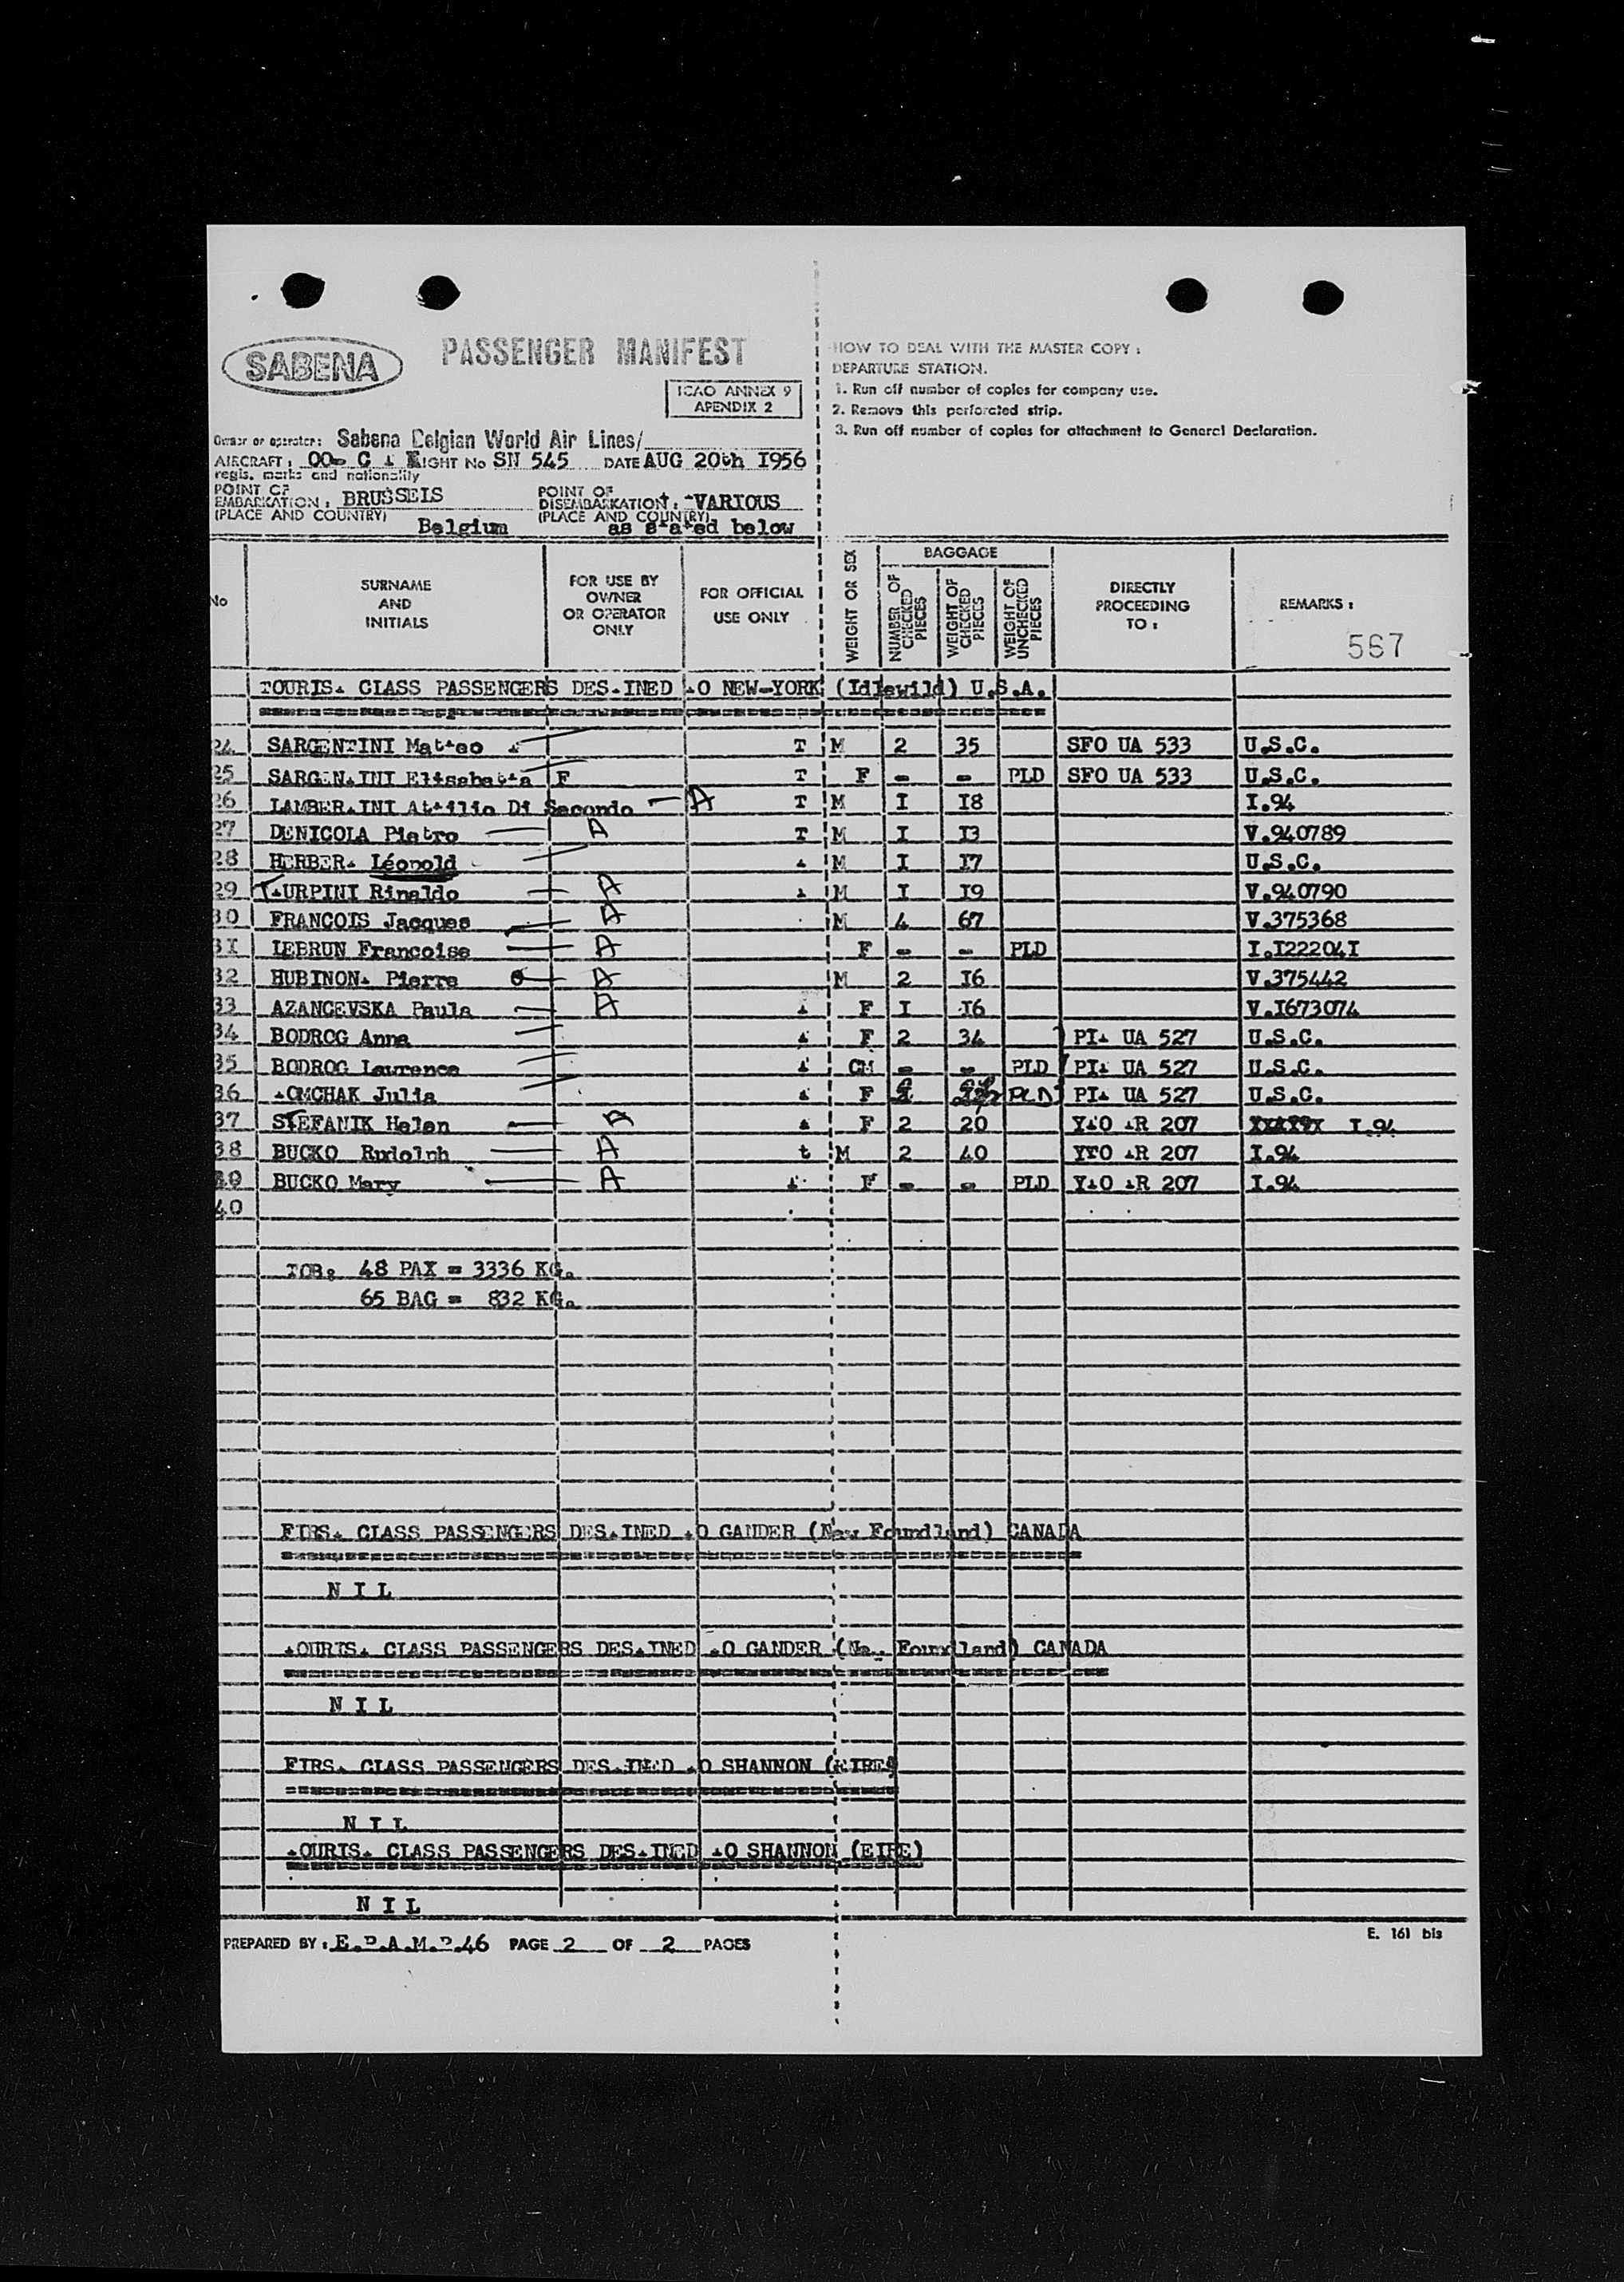 SABENA
PASSENGER MANIFEST
ICAO ANNEX 9
APENDIX 2
HOW TO DEAL WITH THE MASTER COPY :
DEPARTURE STATION.
1. Run off number of copies for company use.
2. Remove this perforated strip.
3. Run off number of copies for attachment to General Declaration.
Owner or operator: Sabena Belgian World Air Lines/
AIRCRAFT : OO- C IGHT No SN 545 DATE AUG 20th I956
regis. marks and nationality
POINT OF
EMBARKATION : BRUSSELS
(PLACE AND COUNTRY) Belgium
POINT OF
DISEMBARKATION : -VARIOUS
(PLACE AND COUNTRY) as stated below
No
SURNAME
AND
INITIALS
FOR USE BY
OWNER
OR OPERATOR
ONLY
FOR OFFICIAL
USE ONLY
WEIGHT OR SEX
BAGGAGE
NUMBER OF
CHECKED
PIECES
WEIGHT OF
CHECKED
PIECES
WEIGHT OF
UNCHECKED
PIECES
DIRECTLY
PROCEEDING
TO :
REMARKS :
567
TOURIST CLASS PASSENGERS DESTINED TO NEW-YORK (Idlewild) U.S.A.
24 SARGENTINI Matteo T M 2 35 SFO UA 533 U.S.C.
25 SARGENTINI Elisabetta F T F - - PLD SFO UA 533 U.S.C.
26 LAMBERTINI Attilio Di Secondo A T M I I8 I.94
27 DENICOLA Pietro A T M I I3 V.940789
28 HERBERT Léopold T M I I7 U.S.C.
29 TURPINI Rinaldo A T M I I9 V.940790
30 FRANCOIS Jacques A M 4 67 V.375368
3I LEBRUN Francoise A F - - PLD I.I22204I
32 HUBINONT Pierre A M 2 I6 V.375442
33 AZANCEVSKA Paula A T F I I6 V.I673074
34 BODROG Anna T F 2 34 PIT UA 527 U.S.C.
35 BODROG Laurence T CM - - PLD PIT UA 527 U.S.C.
36 TOMCHAK Julia T F PLD PIT UA 527 U.S.C.
37 STEFANIK Helen A T F 2 20 YTO TR 207 I.94
38 BUCKO Rudolph A t M 2 40 YTO TR 207 I.94
39 BUCKO Mary A T F - - PLD YTO TR 207 I.94
40
TOB: 48 PAX = 3336 KG.
65 BAG = 832 KG.
FIRST CLASS PASSENGERS DESTINED TO GANDER (New Foundland) CANADA
N I L
TOURIST CLASS PASSENGERS DESTINED TO GANDER (New Foundland) CANADA
N I L
FIRST CLASS PASSENGERS DESTINED TO SHANNON (EIRE)
N I L
TOURIST CLASS PASSENGERS DESTINED TO SHANNON (EIRE)
N I L
PREPARED BY : PAGE 2 OF 2 PAGES
E. 161 bis